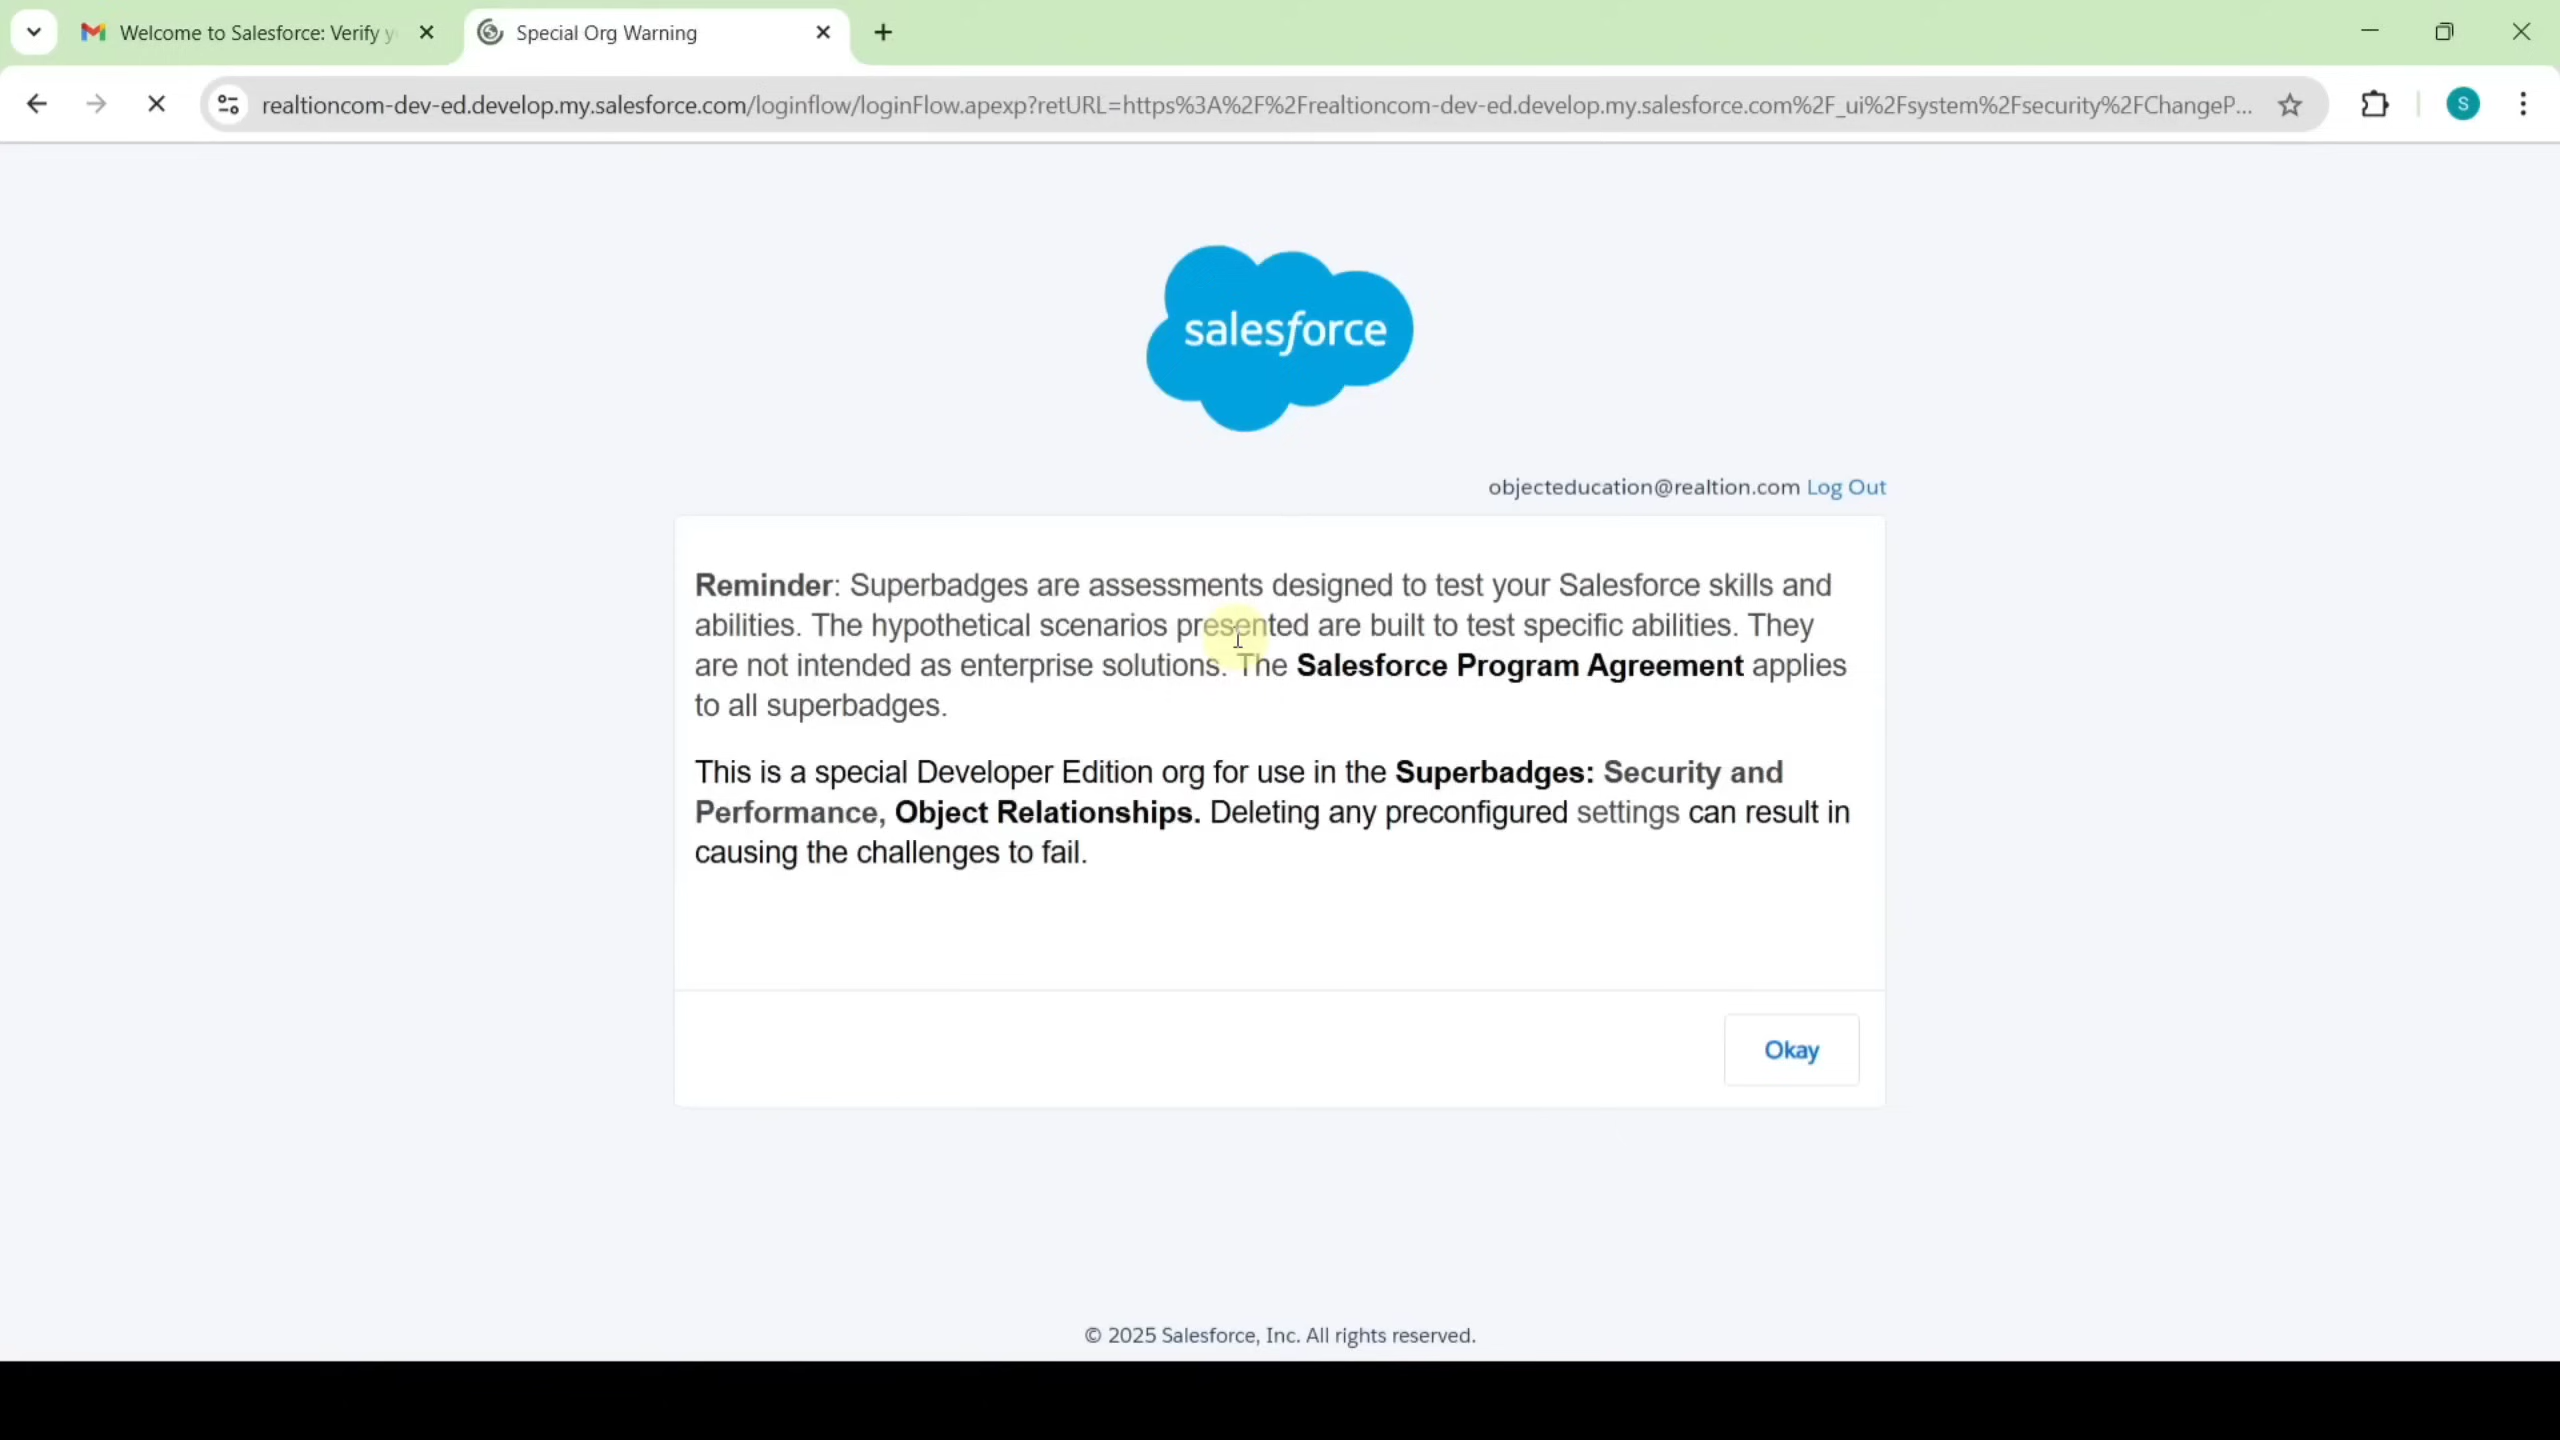 Welcome to Salesforce: Verify y
Special Org Warning
realtioncom-dev-ed.develop.my.salesforce.com/loginflow/loginFlow.apexp?retURL=https%3A%2F%2Frealtioncom-dev-ed.develop.my.salesforce.com%2F_ui%2Fsystem%2Fsecurity%2FChangeP...
S
salesforce
objecteducation@realtion.com Log Out
Reminder: Superbadges are assessments designed to test your Salesforce skills and
abilities. The hypothetical scenarios presented are built to test specific abilities. They
are not intended as enterprise solutions. The Salesforce Program Agreement applies
to all superbadges.
This is a special Developer Edition org for use in the Superbadges: Security and
Performance, Object Relationships. Deleting any preconfigured settings can result in
causing the challenges to fail.
Okay
© 2025 Salesforce, Inc. All rights reserved.